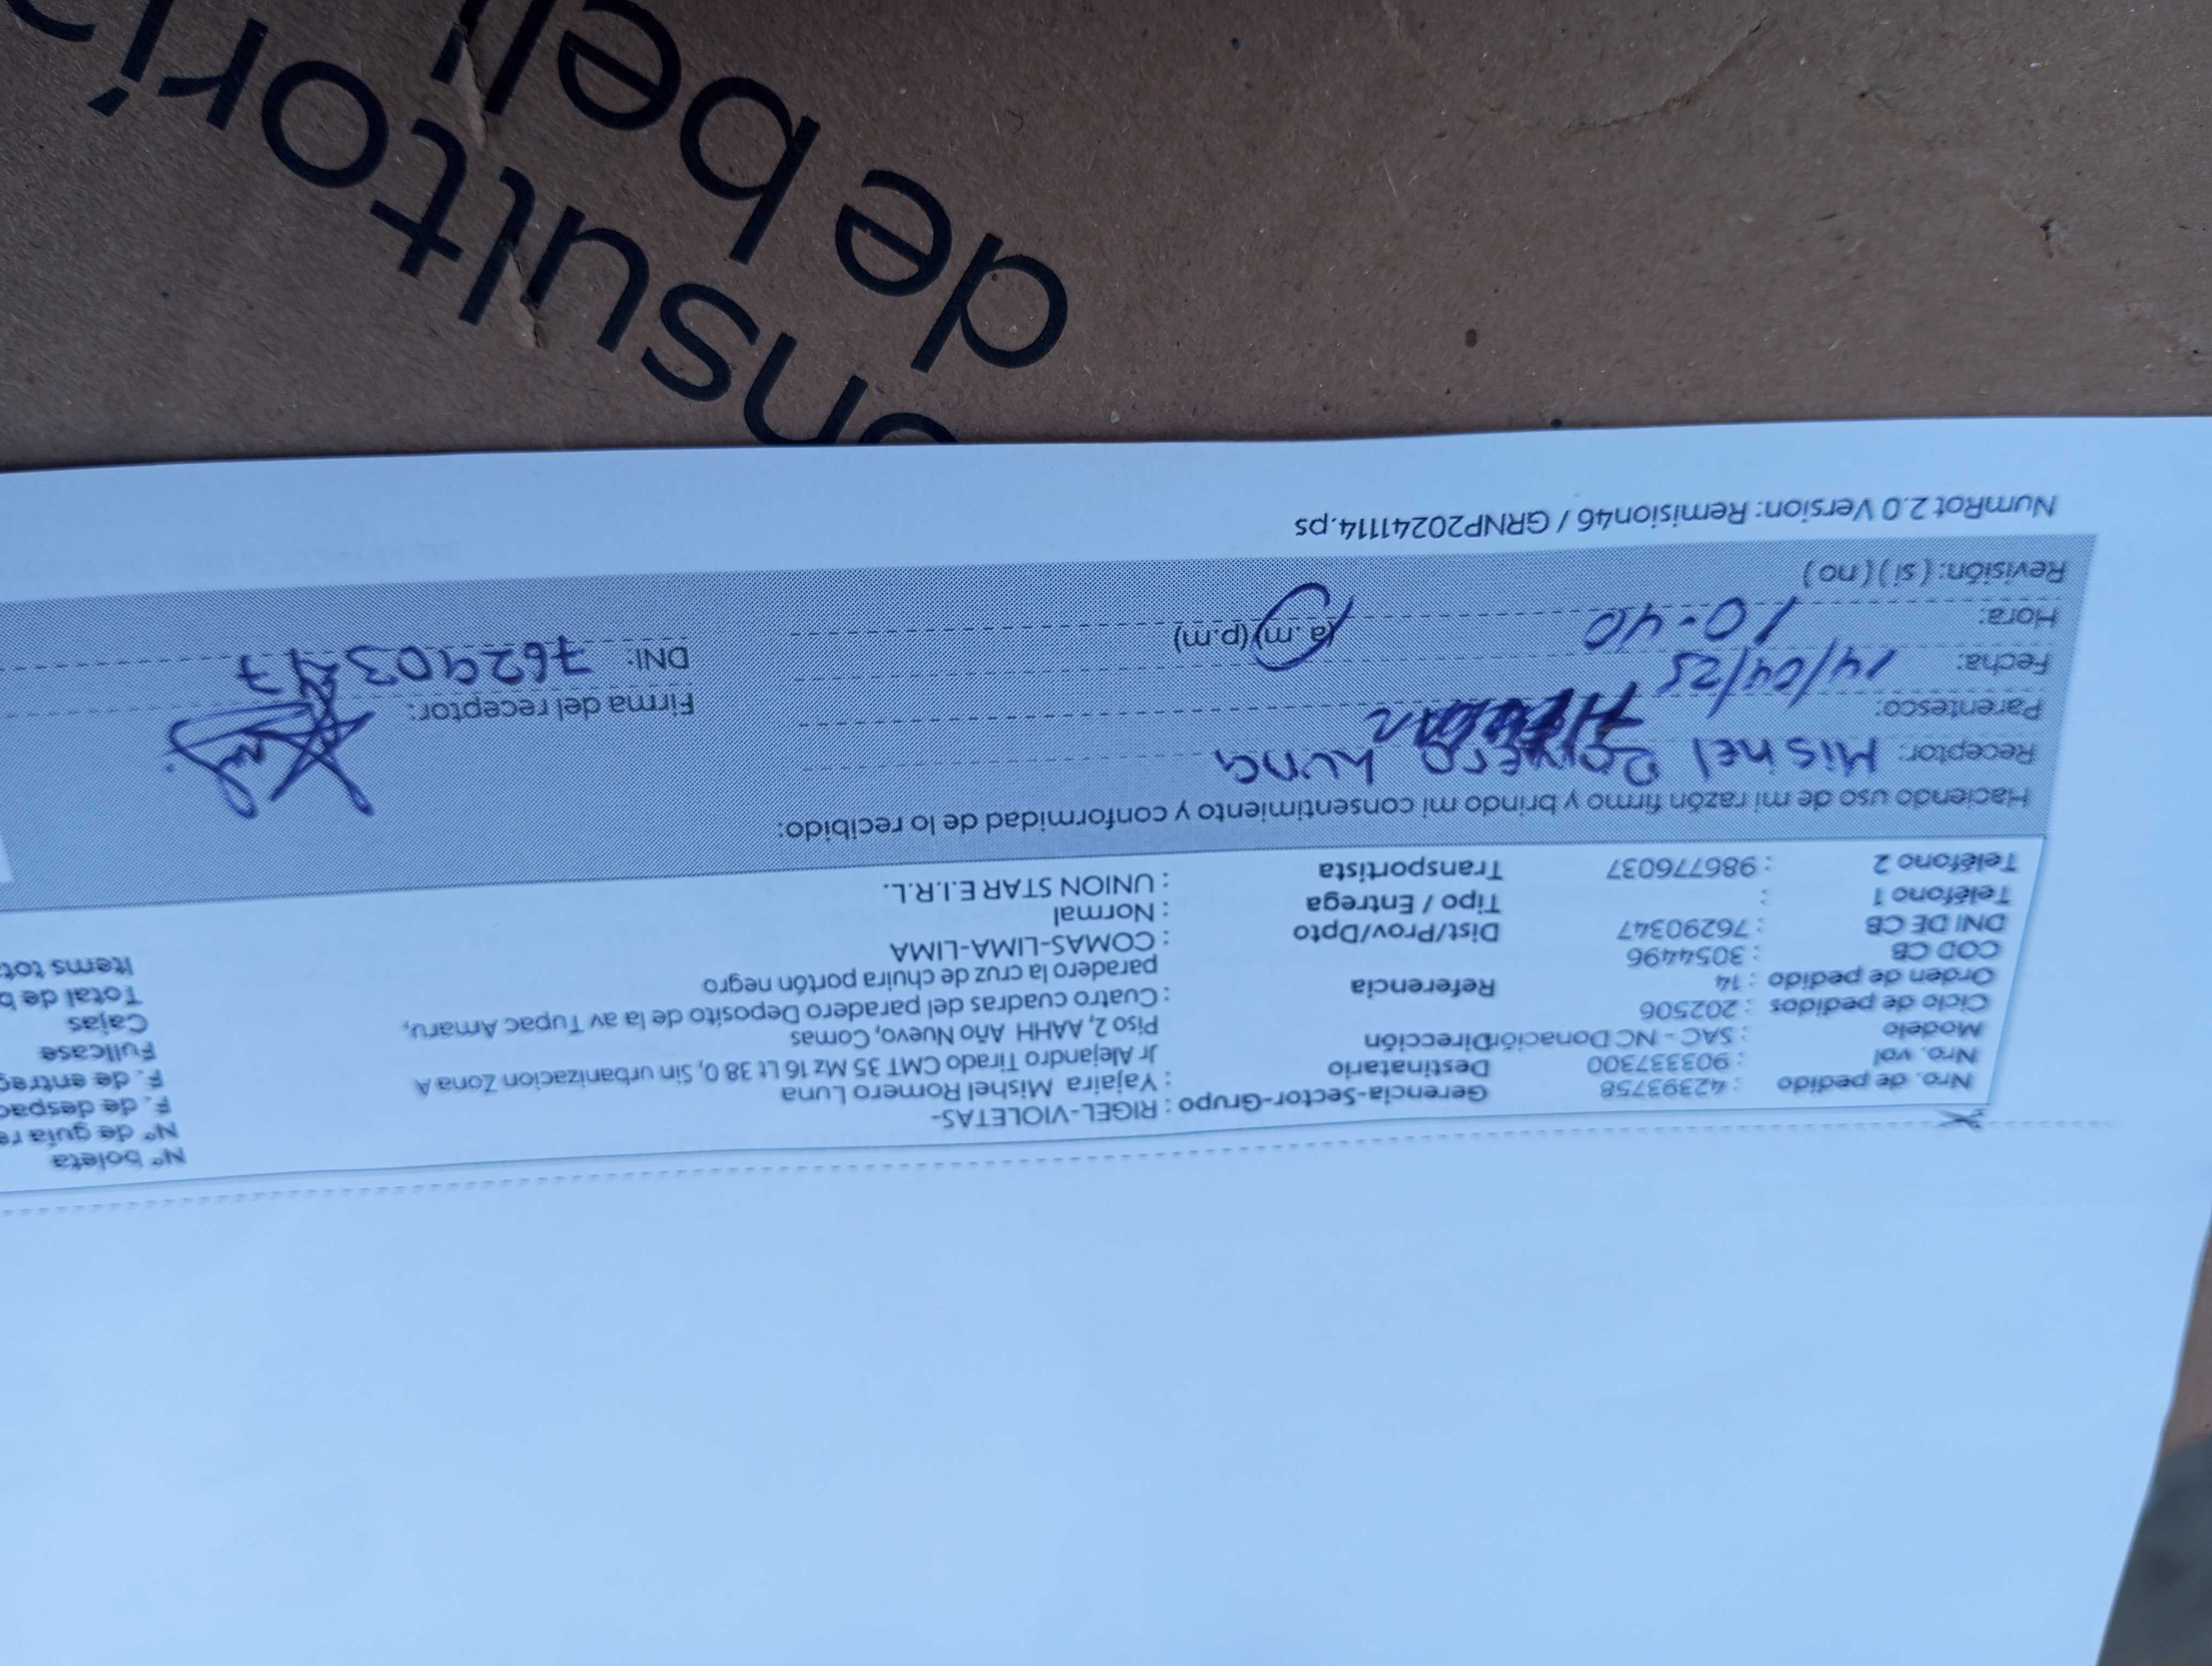 Nº boleta
Nº de guía re
F. de despac
F. de entreg
Fullcase
Cajas
Total de b
Items tota
Nro. de pedido : 42393758 Gerencia-Sector-Grupo : RIGEL-VIOLETAS-
Nro. vol : 903337300 Destinatario : Yajaira Mishel Romero Luna
Modelo : SAC - NC Donación Dirección Jr Alejandro Tirado CMT 35 Mz 16 Lt 38 0, Sin urbanizacion Zona A
Piso 2, AAHH Año Nuevo, Comas
Ciclo de pedidos : 202506
Orden de pedido : 14 Referencia : Cuatro cuadras del paradero Deposito de la av Tupac Amaru,
paradero la cruz de chuira portón negro
COD CB : 3054496
DNI DE CB : 76290347 Dist/Prov/Dpto : COMAS-LIMA-LIMA
Teléfono 1 : Tipo / Entrega : Normal
Teléfono 2 : 986776037 Transportista : UNION STAR E.I.R.L.
Haciendo uso de mi razón firmo y brindo mi consentimiento y conformidad de lo recibido:
Receptor: Mishel Romero Luna
Parentesco:
Firma del receptor:
Fecha: 14/04/25
DNI: 76290347
Hora: 10.40 (a.m) (p.m)
Revisión: (si) (no)
NumRot 2.0 Version: Remision46 / GRNP20241114.ps
onsultori
de bell